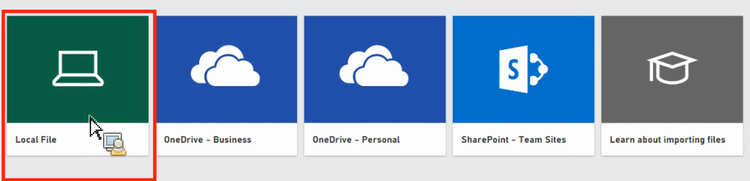 S
Local File
OneDrive – Business
OneDrive – Personal
SharePoint – Team Sites
Learn about importing files